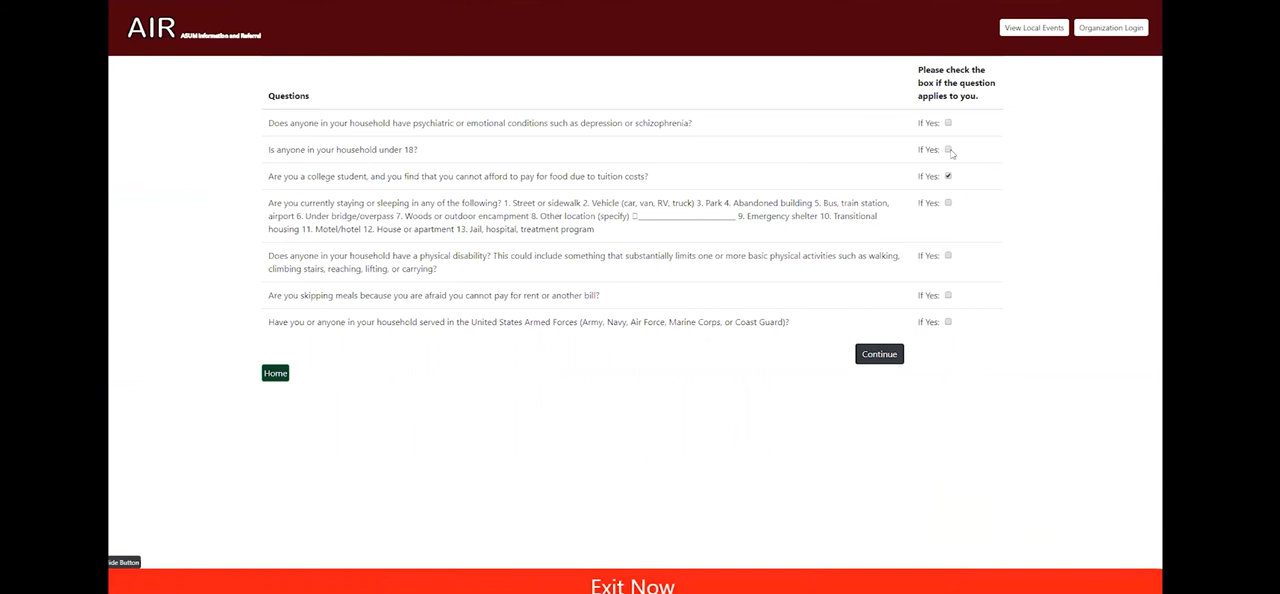 AIR ASUM Information and Referral
View Local Events
Organization Login
Questions
Please check the
box if the question
applies to you.
Does anyone in your household have psychiatric or emotional conditions such as depression or schizophrenia?
If Yes:
Is anyone in your household under 18?
If Yes:
Are you a college student, and you find that you cannot afford to pay for food due to tuition costs?
If Yes:
Are you currently staying or sleeping in any of the following? 1. Street or sidewalk 2. Vehicle (car, van, RV, truck) 3. Park 4. Abandoned building 5. Bus, train station,
airport 6. Under bridge/overpass 7. Woods or outdoor encampment 8. Other location (specify) ______________________ 9. Emergency shelter 10. Transitional
housing 11. Motel/hotel 12. House or apartment 13. Jail, hospital, treatment program
If Yes:
Does anyone in your household have a physical disability? This could include something that substantially limits one or more basic physical activities such as walking,
climbing stairs, reaching, lifting, or carrying?
If Yes:
Are you skipping meals because you are afraid you cannot pay for rent or another bill?
If Yes:
Have you or anyone in your household served in the United States Armed Forces (Army, Navy, Air Force, Marine Corps, or Coast Guard)?
If Yes:
Continue
Home
ide Button
Exit Now